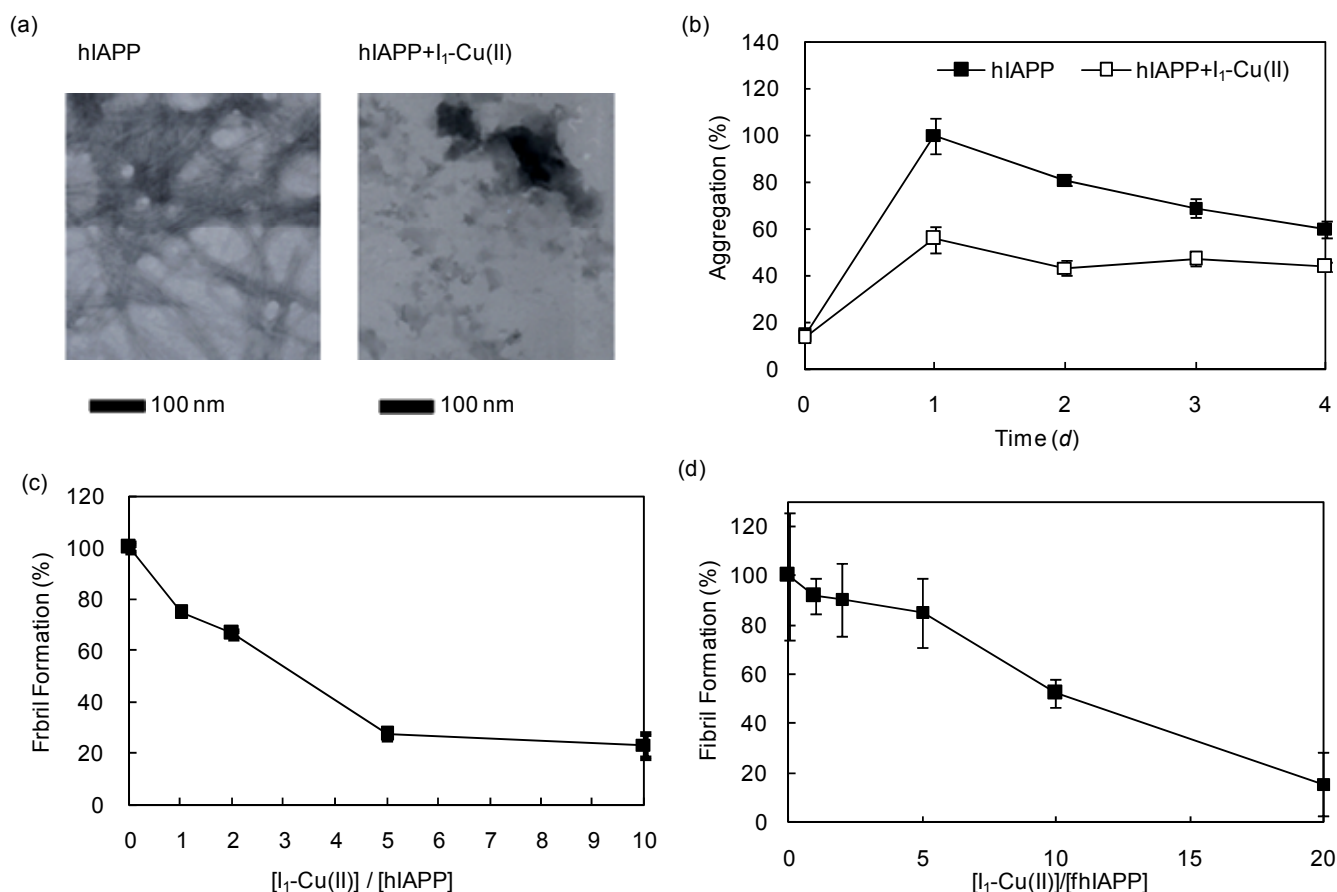 (a)
hIAPP
hIAPP+I₁-Cu(II)
100 nm
100 nm
(b)
140
120
100
80
60
40
20
0
Aggregation (%)
hIAPP
hIAPP+I₁-Cu(II)
0 1 2 3 4
Time (d)
(c)
120
100
80
60
40
20
0
Frbril Formation (%)
0 1 2 3 4 5 6 7 8 9 10
[I₁-Cu(II)] / [hIAPP]
(d)
120
100
80
60
40
20
0
Fibril Formation (%)
0 5 10 15 20
[I₁-Cu(II)]/[fhIAPP]